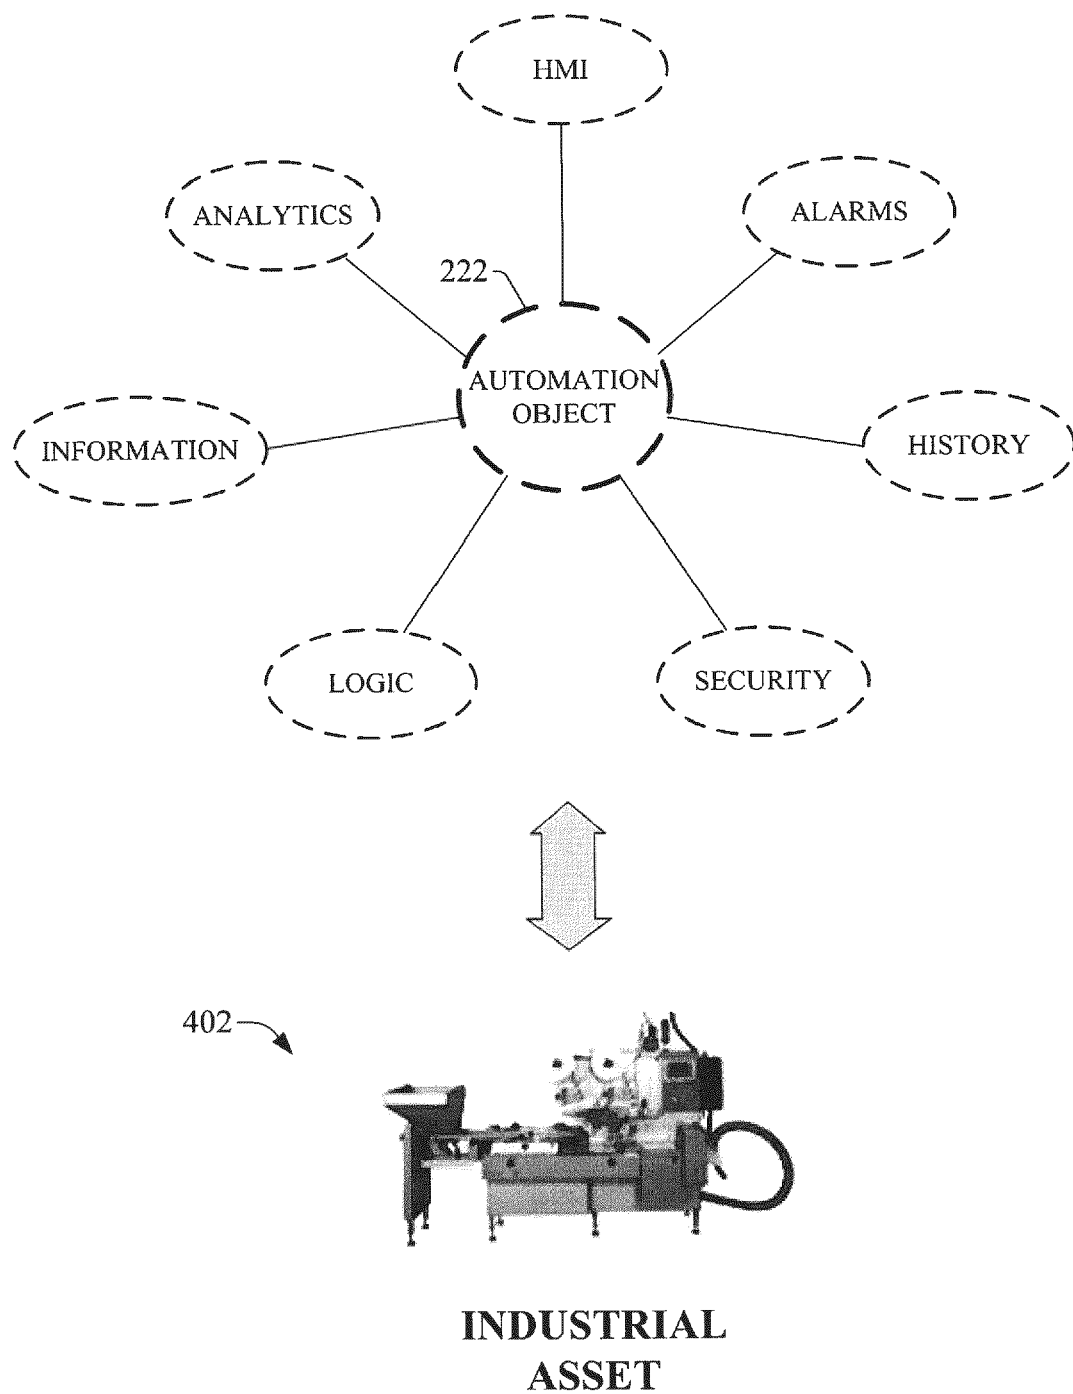 HMI
ANALYTICS
ALARMS
222
AUTOMATION
OBJECT
INFORMATION
HISTORY
LOGIC
SECURITY
402
INDUSTRIAL
ASSET